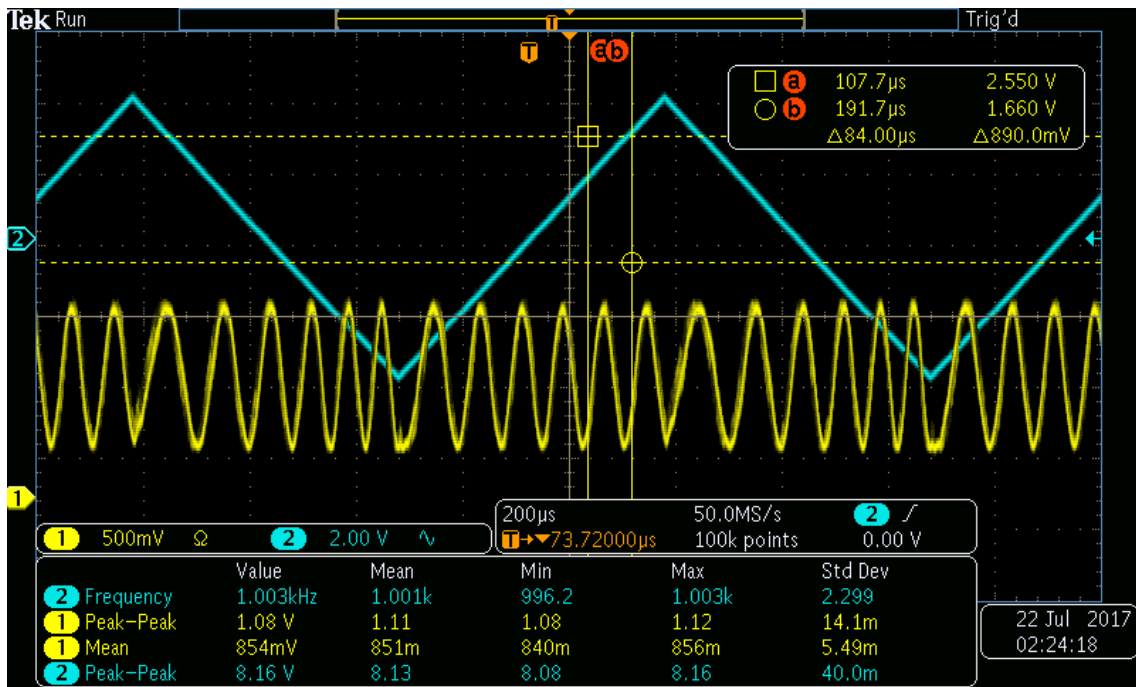 Tek Run Trig'd
T
T a b
a 107.7µs 2.550 V
b 191.7µs 1.660 V
Δ84.00µs Δ890.0mV
2
1
1 500mV Ω 2 2.00 V ∿
200µs 50.0MS/s 2 ƒ
T→▼73.72000µs 100k points 0.00 V
Value Mean Min Max Std Dev
2 Frequency 1.003kHz 1.001k 996.2 1.003k 2.299
1 Peak-Peak 1.08 V 1.11 1.08 1.12 14.1m
1 Mean 854mV 851m 840m 856m 5.49m
2 Peak-Peak 8.16 V 8.13 8.08 8.16 40.0m
22 Jul 2017
02:24:18